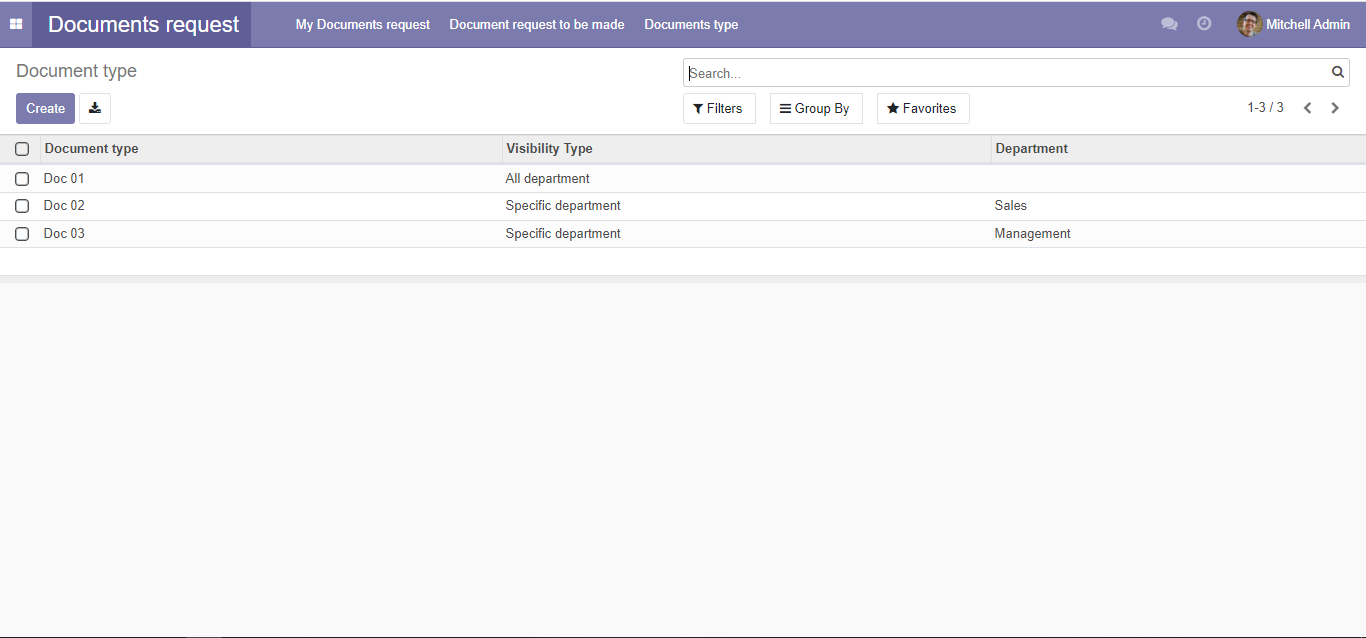 Documents request My Documents request Document request to be made Documents type Mitchell Admin
Document type
Search...
Create Filters Group By Favorites 1-3 / 3
Document type Visibility Type Department
Doc 01 All department
Doc 02 Specific department Sales
Doc 03 Specific department Management